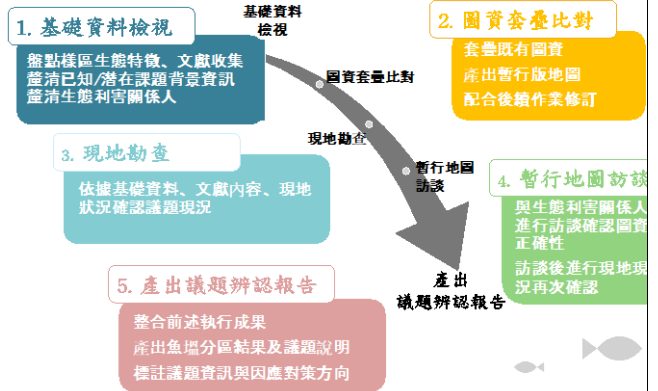 1. 基礎資料檢視
盤點樣區生態特徵、文獻收集
釐清已知/潛在課題背景資訊
釐清生態利害關係人
基礎資料
檢視
圖資套疊比對
現地勘查
暫行地圖
訪談
產出
議題辨認報告
2. 圖資套疊比對
套疊既有圖資
產出暫行版地圖
配合後續作業修訂
3. 現地勘查
依據基礎資料、文獻內容、現地
狀況確認議題現況
4. 暫行地圖訪談
與生態利害關係人
進行訪談確認圖資
正確性
訪談後進行現地現
況再次確認
5. 產出議題辨認報告
整合前述執行成果
產出魚塭分區結果及議題說明
標註議題資訊與因應對策方向